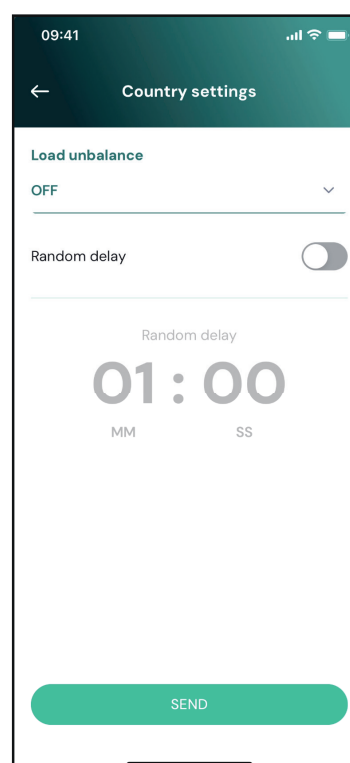 09:41
Country settings
Load unbalance
OFF
Random delay
Random delay
01 : 00
MM SS
SEND